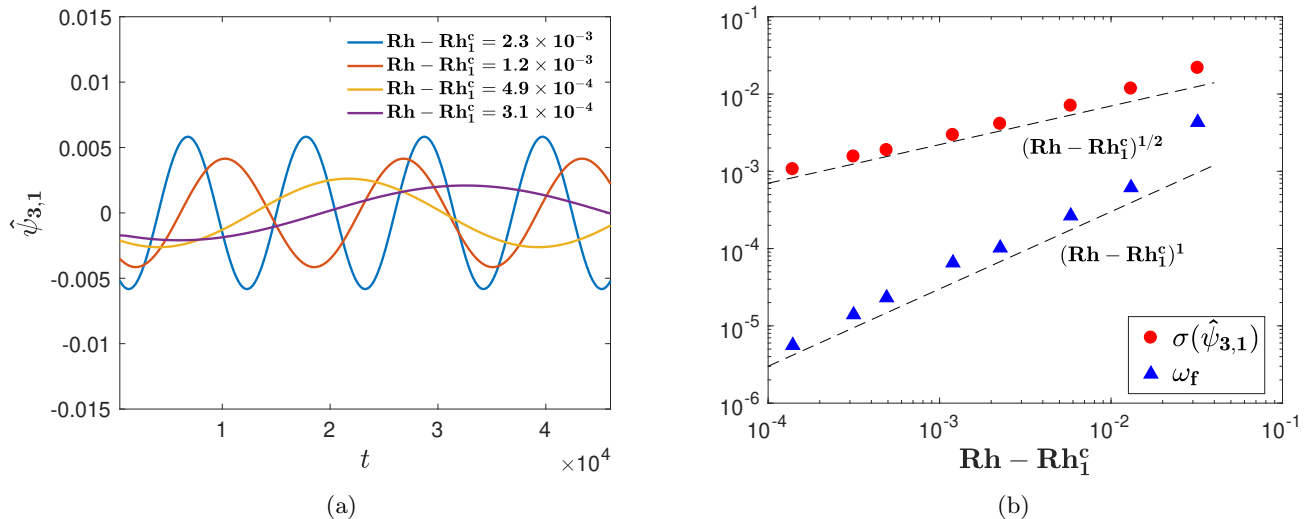 0.015
0.01
0.005
0
-0.005
-0.01
-0.015
ψ̂₃,₁
Rh − Rh₁ᶜ = 2.3 × 10⁻³
Rh − Rh₁ᶜ = 1.2 × 10⁻³
Rh − Rh₁ᶜ = 4.9 × 10⁻⁴
Rh − Rh₁ᶜ = 3.1 × 10⁻⁴
1 2 3 4
t
×10⁴
(a)
10⁻¹
10⁻²
10⁻³
10⁻⁴
10⁻⁵
10⁻⁶
(Rh − Rh₁ᶜ)^{1/2}
(Rh − Rh₁ᶜ)¹
σ(ψ̂₃,₁)
ω_f
10⁻⁴ 10⁻³ 10⁻² 10⁻¹
Rh − Rh₁ᶜ
(b)